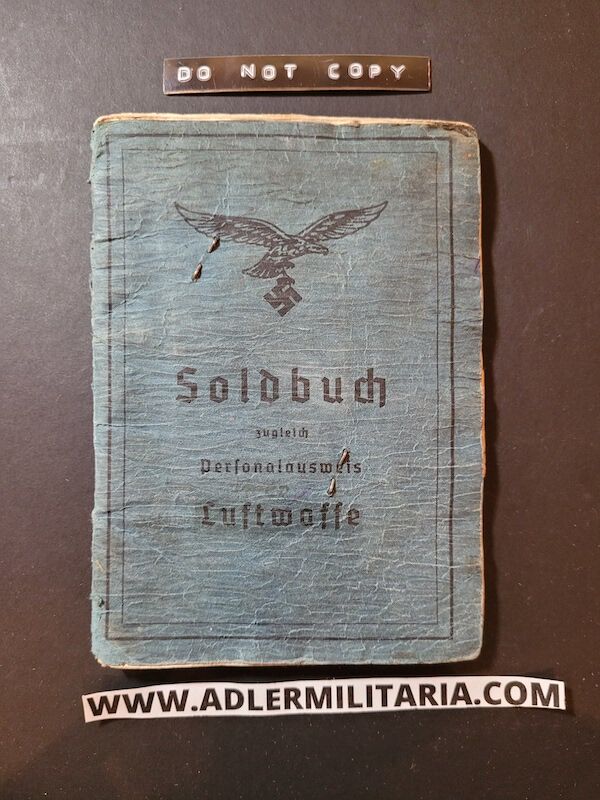 DO NOT COPY
Soldbuch
zugleich
Personalausweis
Luftwaffe
WWW.ADLERMILITARIA.COM